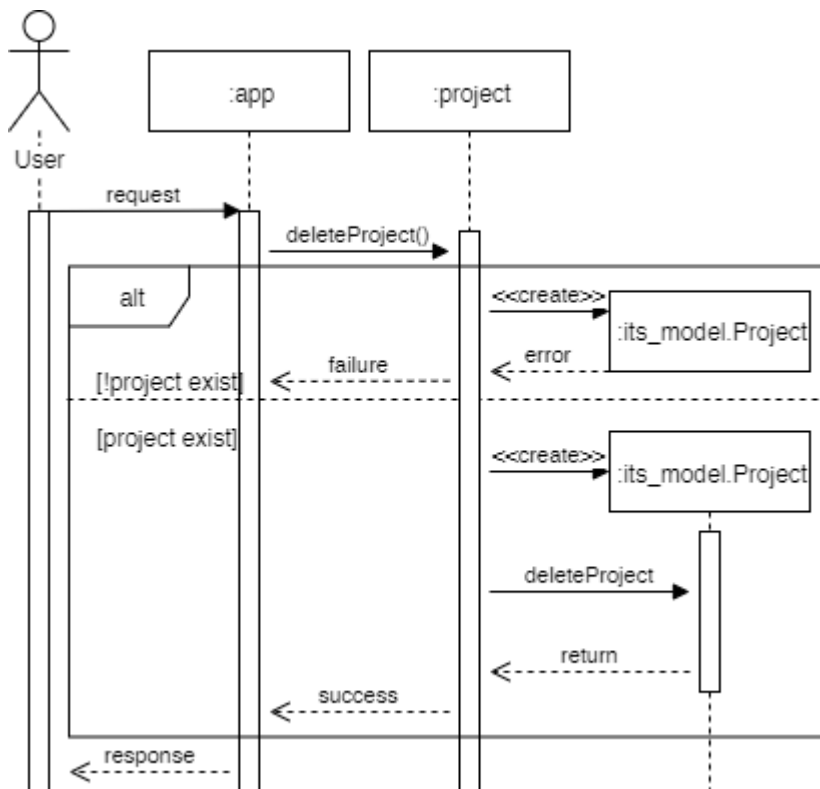 :app
:project
User
request
deleteProject()
alt
<<create>>
:its_model.Project
error
failure
[!project exist]
[project exist]
<<create>>
:its_model.Project
deleteProject
return
success
response